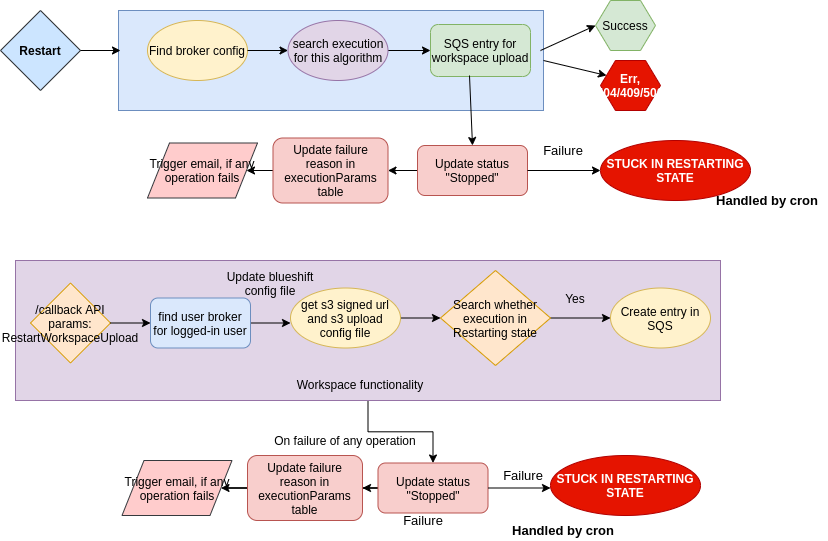 Restart
Find broker config
search execution
for this algorithm
SQS entry for
workspace upload
Success
Err,
04/409/50
Trigger email, if any
operation fails
Update failure
reason in
executionParams
table
Update status
"Stopped"
Failure
STUCK IN RESTARTING
STATE
Handled by cron
/callback API
params:
RestartWorkspaceUpload
find user broker
for logged-in user
Update blueshift
config file
get s3 signed url
and s3 upload
config file
Search whether
execution in
Restarting state
Yes
Create entry in
SQS
Workspace functionality
On failure of any operation
Trigger email, if any
operation fails
Update failure
reason in
executionParams
table
Update status
"Stopped"
Failure
Failure
STUCK IN RESTARTING
STATE
Handled by cron